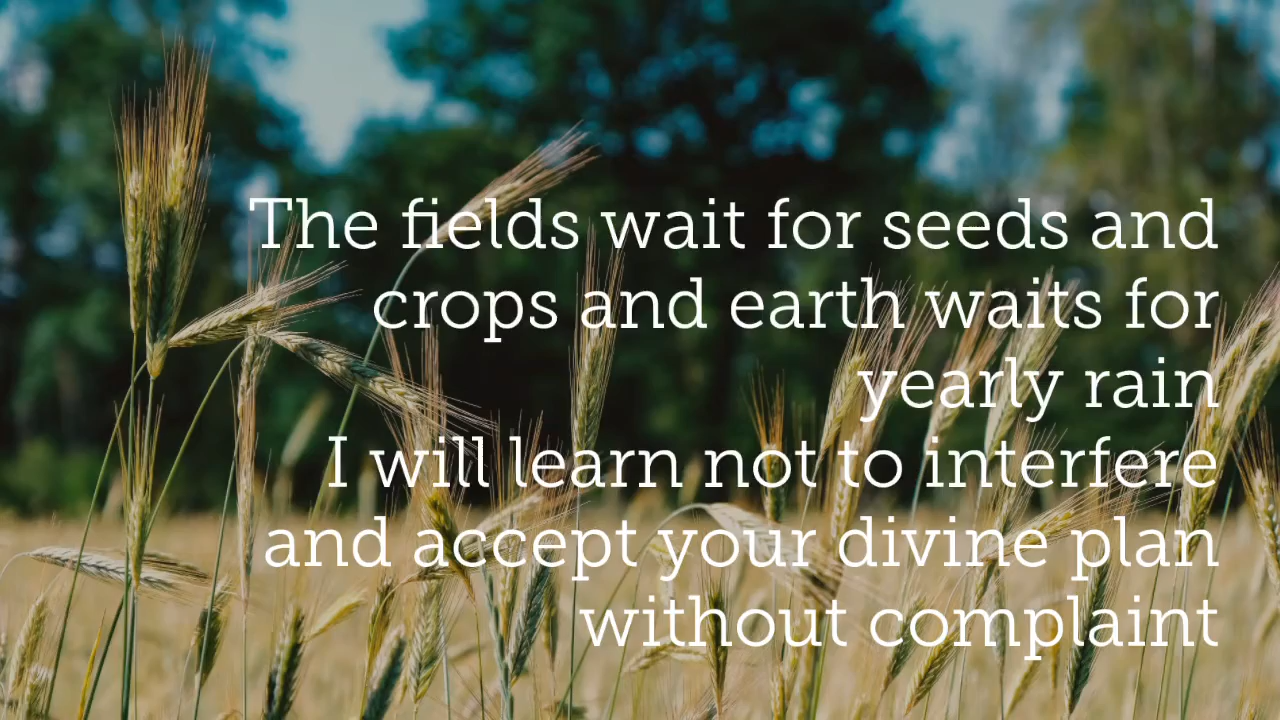 The fields wait for seeds and
crops and earth waits for
yearly rain
I will learn not to interfere
and accept your divine plan
without complaint